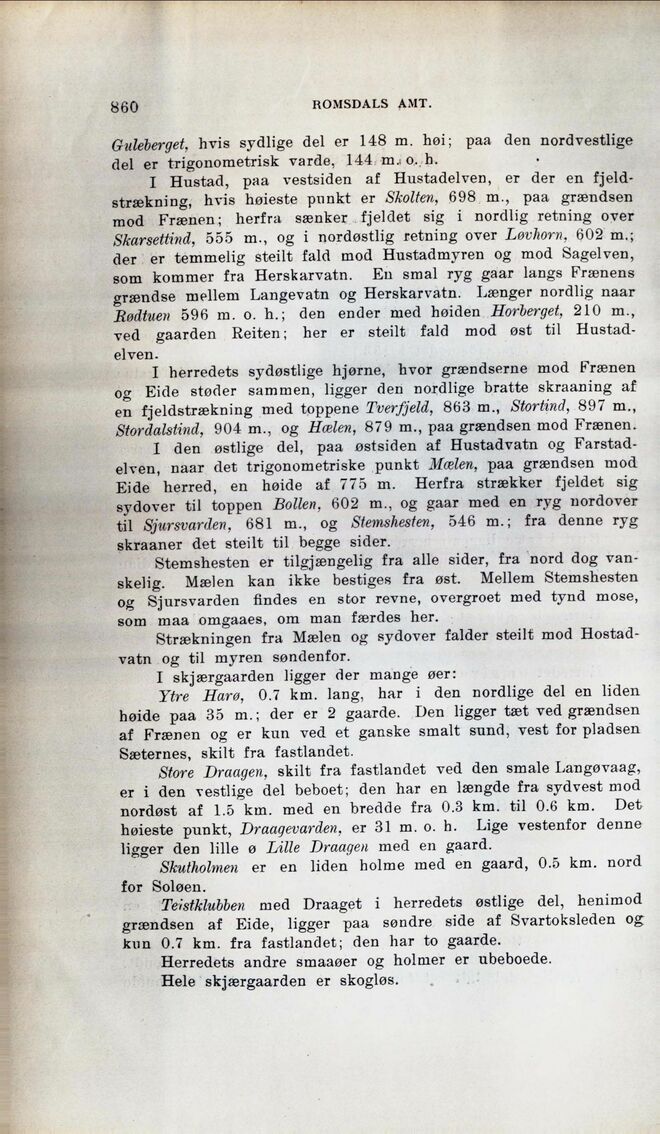 860
ROMSDALS AMT.
Guleberget, hvis sydlige del er 148 m. høi; paa den nordvestlige
del er trigonometrisk varde, 144 m. o. h.
I Hustad, paa vestsiden af Hustadelven, er der en fjeld-
strækning, hvis høieste punkt er Skolten, 698 m., paa grændsen
mod Frænen; herfra sænker fjeldet sig i nordlig retning over
Skarsettind, 555 m., og i nordøstlig retning over Løvhorn, 602 m.;
der er temmelig steilt fald mod Hustadmyren og mod Sagelven,
som kommer fra Herskarvatn. En smal ryg gaar langs Frænens
grændse mellem Langevatn og Herskarvatn. Længer nordlig naar
Rødtuen 596 m. o. h.; den ender med høiden Horberget, 210 m.,
ved gaarden Reiten; her er steilt fald mod øst til Hustad-
elven.
I herredets sydøstlige hjørne, hvor grændserne mod Frænen
og Eide støder sammen, ligger den nordlige bratte skraaning af
en fjeldstrækning med toppene Tverfjeld, 863 m., Stortind, 897 m.,
Stordalstind, 904 m., og Hælen, 879 m., paa grændsen mod Frænen.
I den østlige del, paa østsiden af Hustadvatn og Farstad-
elven, naar det trigonometriske punkt Mælen, paa grændsen mod
Eide herred, en høide af 775 m. Herfra strækker fjeldet sig
sydover til toppen Bollen, 602 m., og gaar med en ryg nordover
til Sjursvarden, 681 m., og Stemshesten, 546 m.; fra denne ryg
skraaner det steilt til begge sider.
Stemshesten er tilgjængelig fra alle sider, fra nord dog van-
skelig. Mælen kan ikke bestiges fra øst. Mellem Stemshesten
og Sjursvarden findes en stor revne, overgroet med tynd mose,
som maa omgaaes, om man færdes her.
Strækningen fra Mælen og sydover falder steilt mod Hostad-
vatn og til myren søndenfor.
I skjærgaarden ligger der mange øer:
Ytre Harø, 0.7 km. lang, har i den nordlige del en liden
høide paa 35 m.; der er 2 gaarde. Den ligger tæt ved grændsen
af Frænen og er kun ved et ganske smalt sund, vest for pladsen
Sæternes, skilt fra fastlandet.
Store Draagen, skilt fra fastlandet ved den smale Langøvaag,
er i den vestlige del beboet; den har en længde fra sydvest mod
nordøst af 1.5 km. med en bredde fra 0.3 km. til 0.6 km. Det
høieste punkt, Draagevarden, er 31 m. o. h. Lige vestenfor denne
ligger den lille ø Lille Draagen med en gaard.
Skutholmen er en liden holme med en gaard, 0.5 km. nord
for Soløen.
Teistklubben med Draaget i herredets østlige del, henimod
grændsen af Eide, ligger paa søndre side af Svartoksleden og
kun 0.7 km. fra fastlandet; den har to gaarde.
Herredets andre smaaøer og holmer er ubeboede.
Hele skjærgaarden er skogløs.